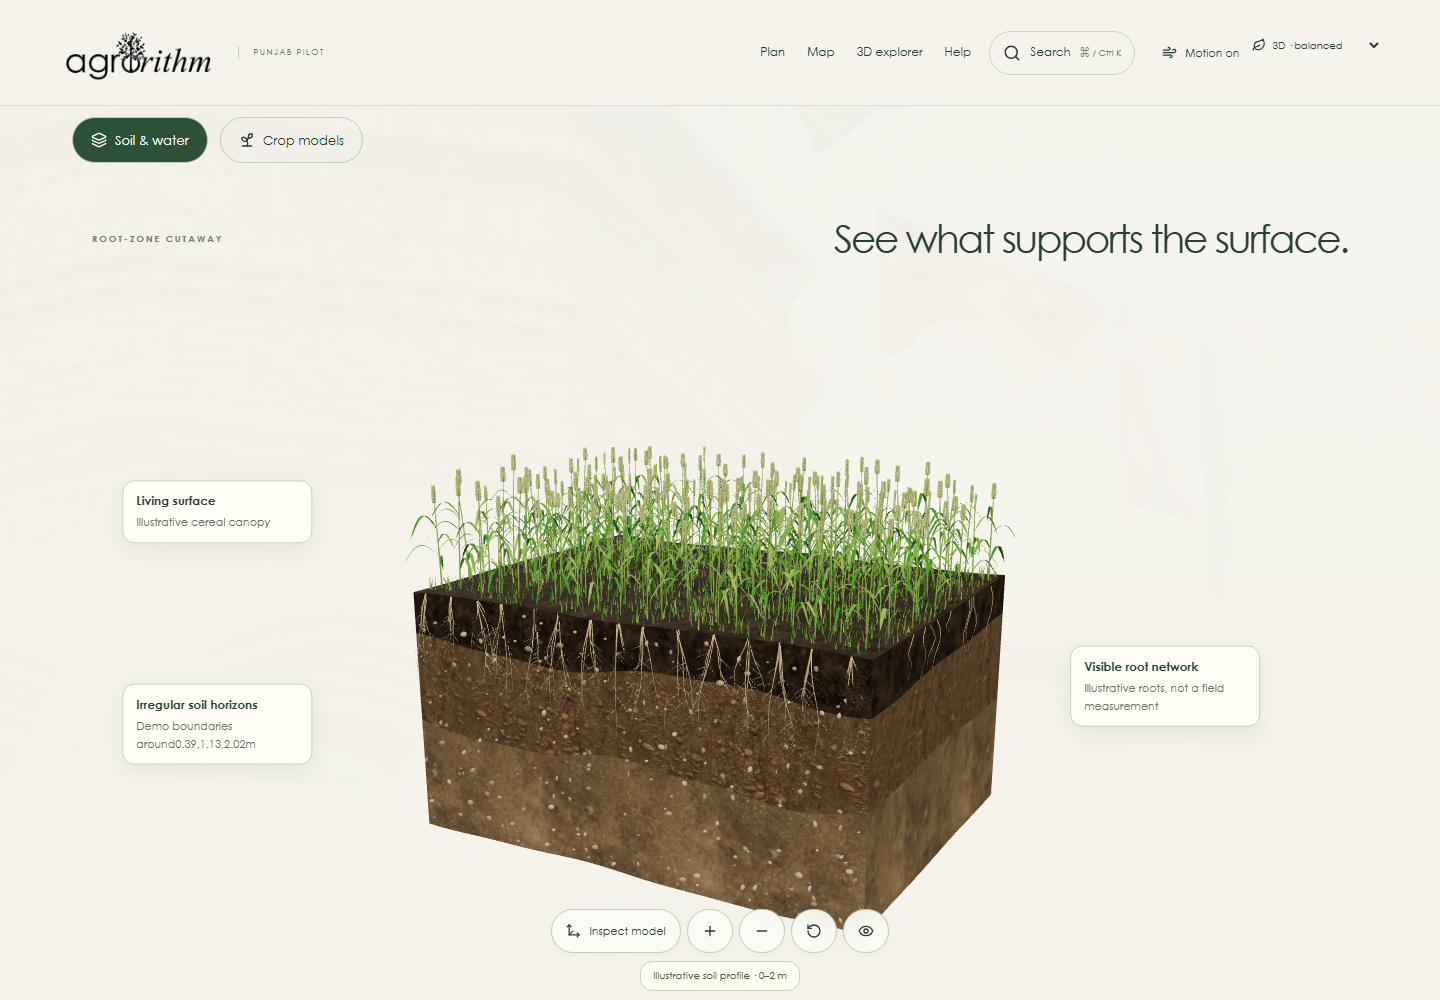 agrorithm
PUNJAB PILOT
Plan
Map
3D explorer
Help
Search ⌘ / Ctrl K
Motion on
3D · balanced
Soil & water
Crop models
ROOT-ZONE CUTAWAY
See what supports the surface.
Living surface
Illustrative cereal canopy
Irregular soil horizons
Demo boundaries
around0.39,1.13,2.02m
Visible root network
Illustrative roots, not a field
measurement
Inspect model
Illustrative soil profile · 0–2 m